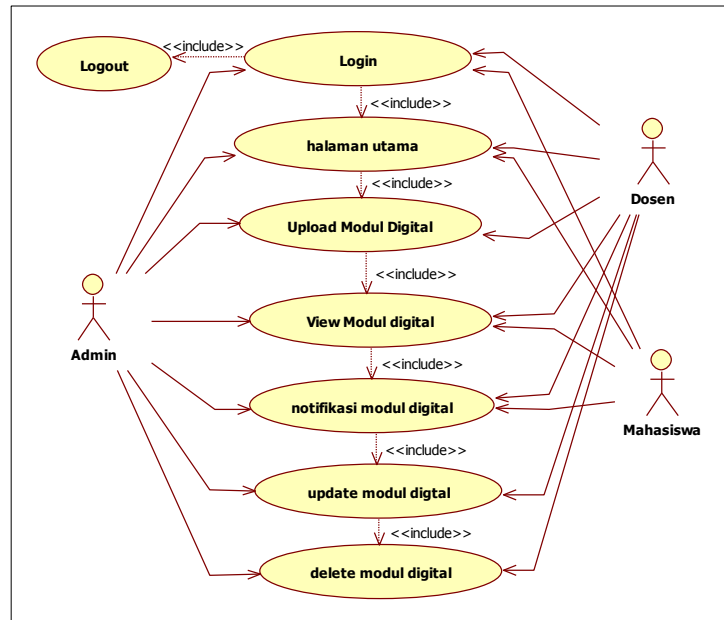 <<include>>
Logout
Login
<<include>>
halaman utama
<<include>>
Dosen
Upload Modul Digital
<<include>>
View Modul digital
Admin
<<include>>
notifikasi modul digital
Mahasiswa
<<include>>
update modul digtal
<<include>>
delete modul digital